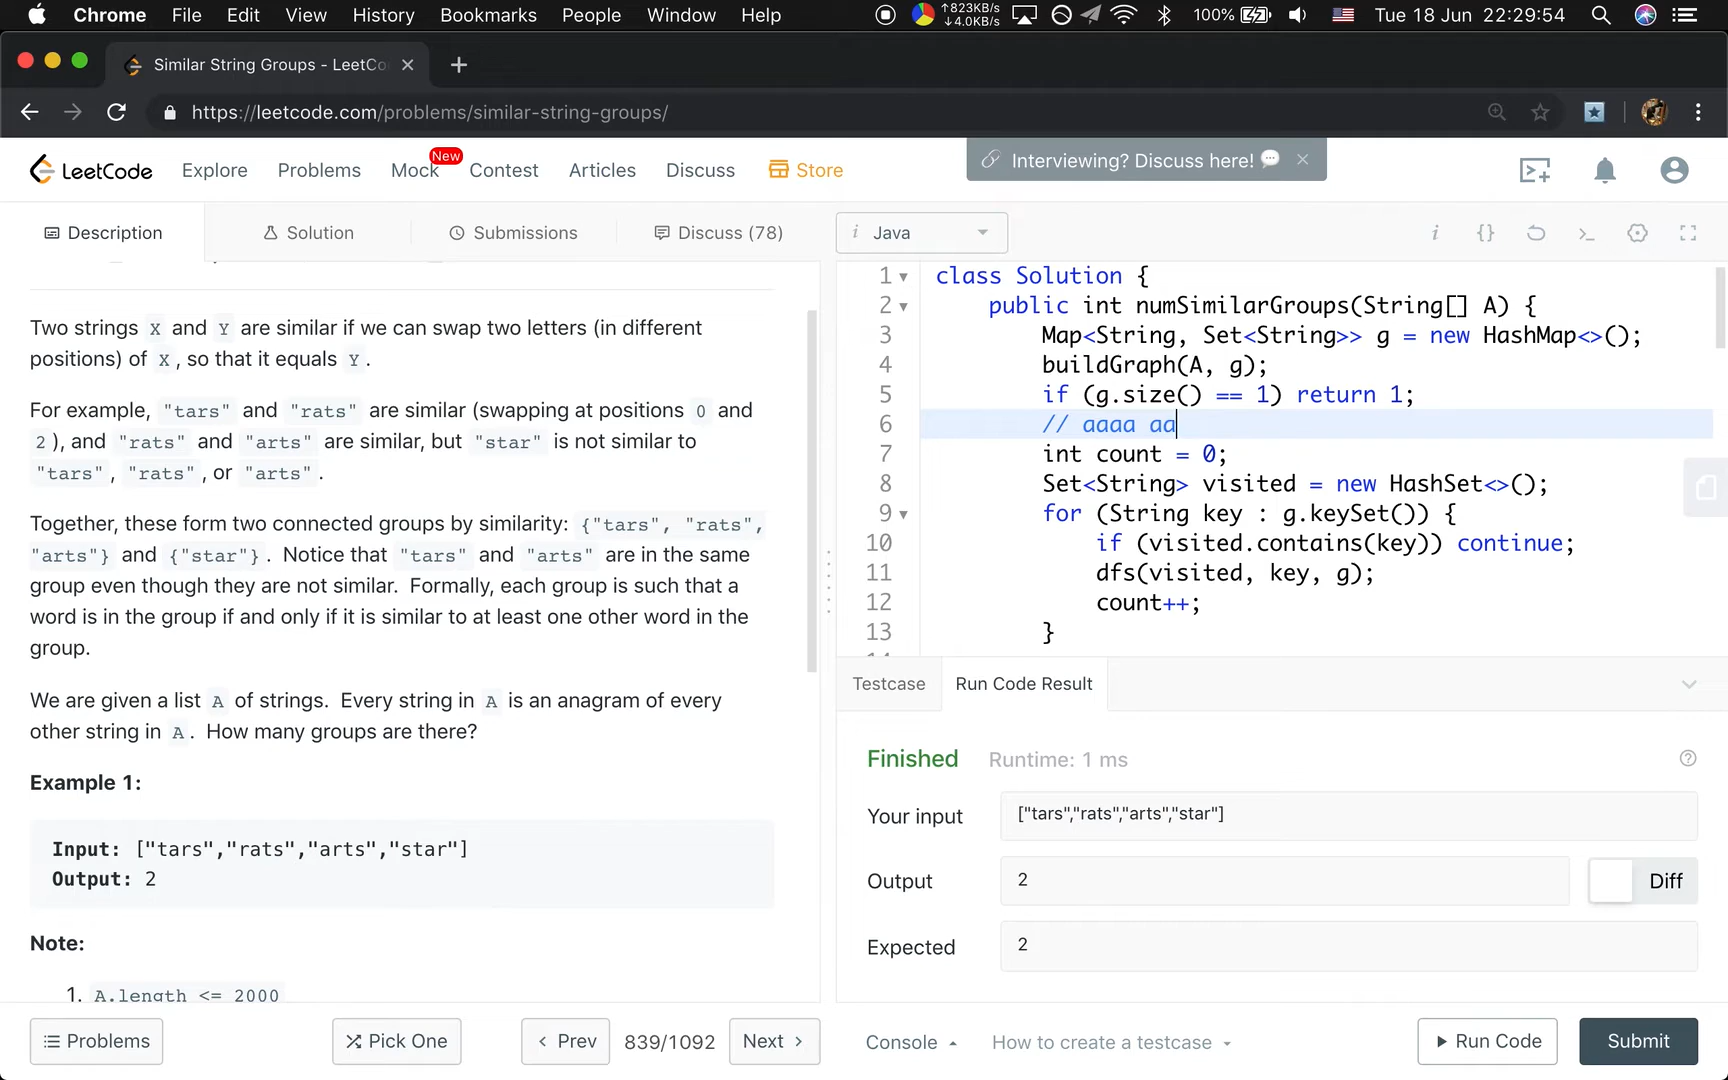 Chrome File Edit View History Bookmarks People Window Help ↑823KB/s ↓4.0KB/s 100% Tue 18 Jun 22:29:54
Similar String Groups - LeetCo
https://leetcode.com/problems/similar-string-groups/
LeetCode Explore Problems Mock New Contest Articles Discuss Store Interviewing? Discuss here!
Description Solution Submissions Discuss (78)
i Java
Two strings X and Y are similar if we can swap two letters (in different
positions) of X, so that it equals Y.
For example, "tars" and "rats" are similar (swapping at positions 0 and
2), and "rats" and "arts" are similar, but "star" is not similar to
"tars", "rats", or "arts".
Together, these form two connected groups by similarity: {"tars", "rats",
"arts"} and {"star"}. Notice that "tars" and "arts" are in the same
group even though they are not similar. Formally, each group is such that a
word is in the group if and only if it is similar to at least one other word in the
group.
We are given a list A of strings. Every string in A is an anagram of every
other string in A. How many groups are there?
Example 1:
Input: ["tars","rats","arts","star"]
Output: 2
Note:
1. A.length <= 2000
1 class Solution {
2 public int numSimilarGroups(String[] A) {
3 Map<String, Set<String>> g = new HashMap<>();
4 buildGraph(A, g);
5 if (g.size() == 1) return 1;
6 // aaaa aa
7 int count = 0;
8 Set<String> visited = new HashSet<>();
9 for (String key : g.keySet()) {
10 if (visited.contains(key)) continue;
11 dfs(visited, key, g);
12 count++;
13 }
Testcase Run Code Result
Finished Runtime: 1 ms
Your input ["tars","rats","arts","star"]
Output 2 Diff
Expected 2
Problems Pick One Prev 839/1092 Next Console How to create a testcase Run Code Submit